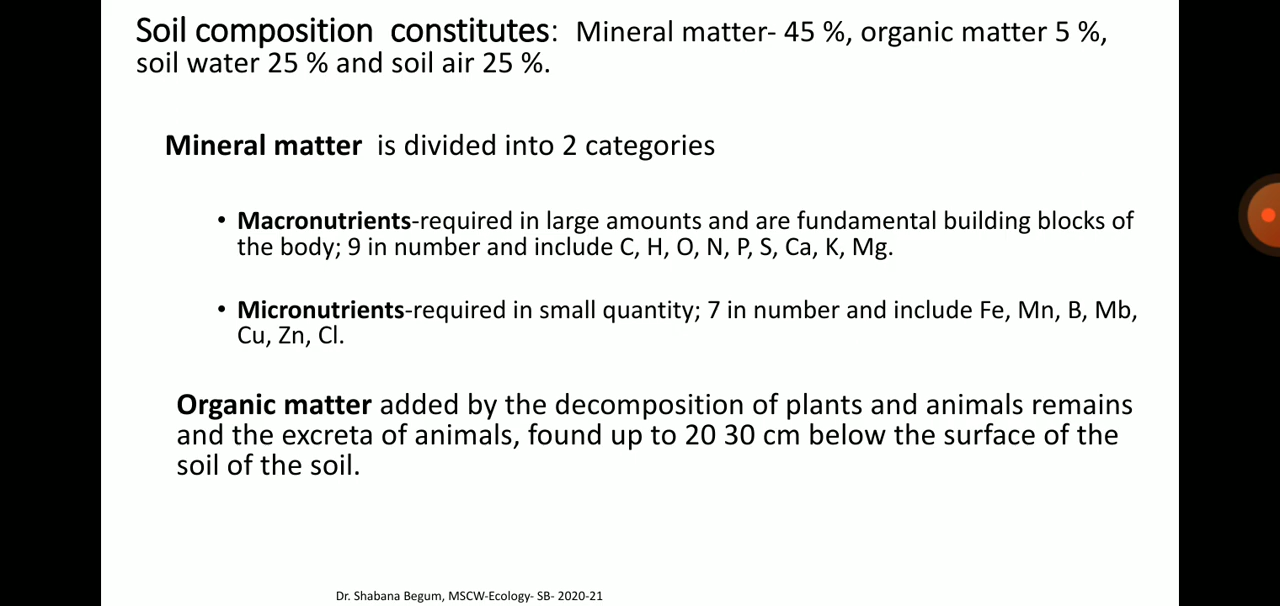 Soil composition constitutes: Mineral matter- 45 %, organic matter 5 %,
soil water 25 % and soil air 25 %.
Mineral matter is divided into 2 categories
• Macronutrients-required in large amounts and are fundamental building blocks of
the body; 9 in number and include C, H, O, N, P, S, Ca, K, Mg.
• Micronutrients-required in small quantity; 7 in number and include Fe, Mn, B, Mb,
Cu, Zn, Cl.
Organic matter added by the decomposition of plants and animals remains
and the excreta of animals, found up to 20 30 cm below the surface of the
soil of the soil.
Dr. Shabana Begum, MSCW-Ecology- SB- 2020-21